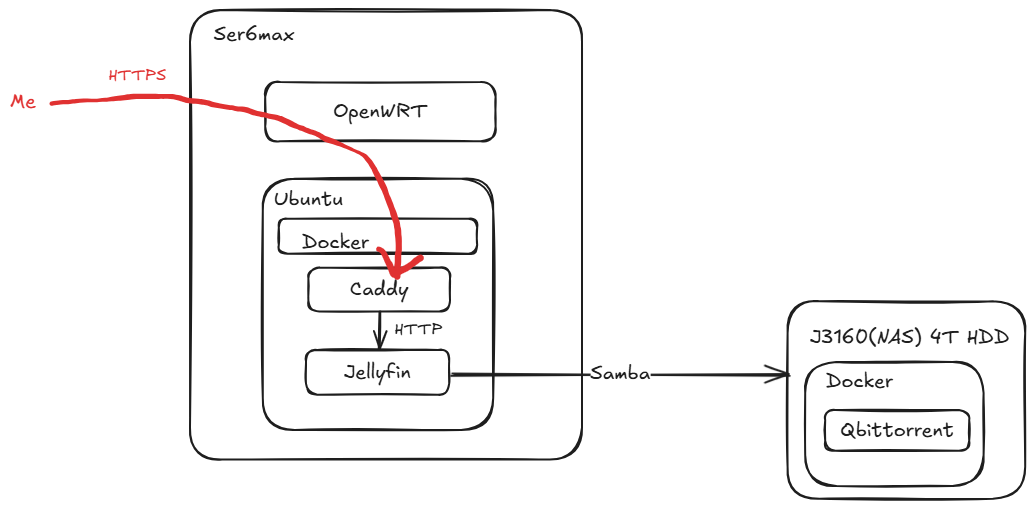 Ser6max
HTTPS
Me
OpenWRT
Ubuntu
Docker
Caddy
HTTP
Jellyfin
Samba
J3160(NAS) 4T HDD
Docker
Qbittorrent